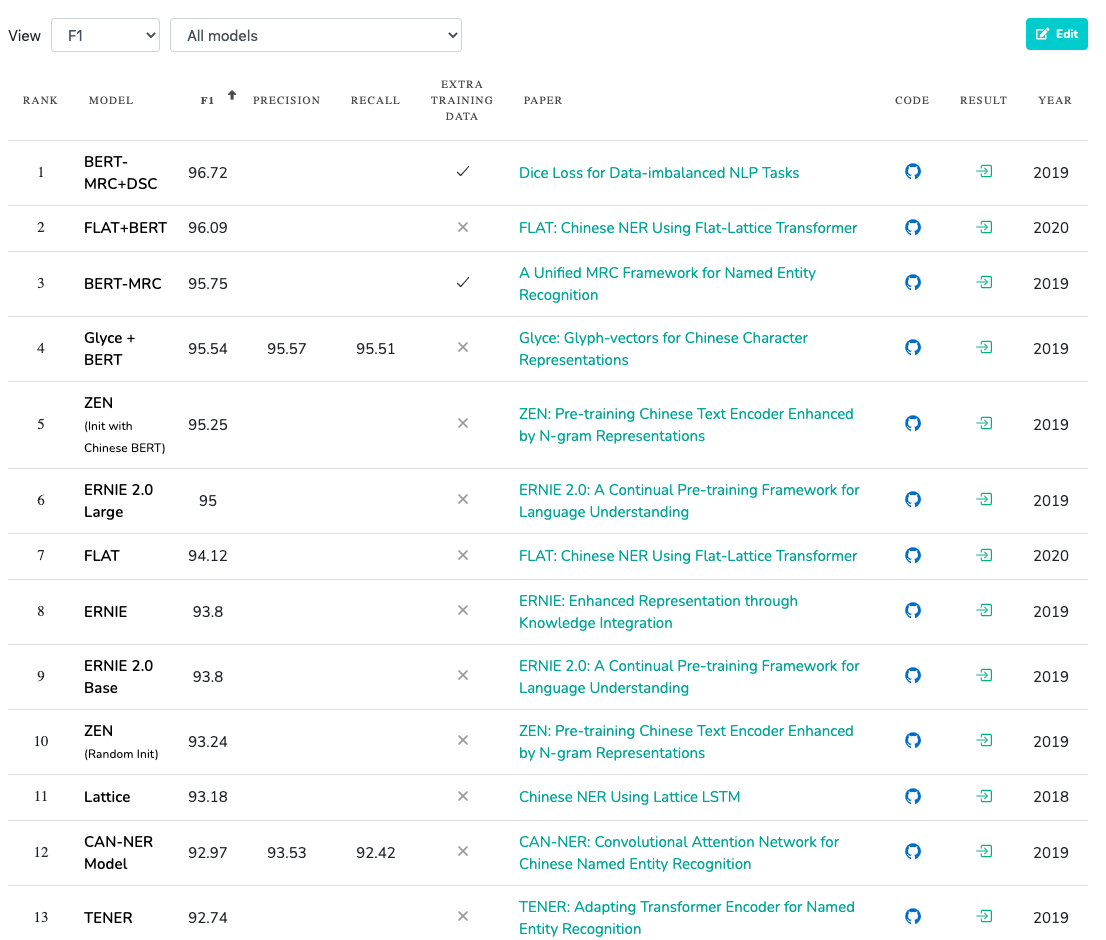 View F1 All models Edit
RANK MODEL F1 PRECISION RECALL EXTRA TRAINING DATA PAPER CODE RESULT YEAR
1 BERT-MRC+DSC 96.72 Dice Loss for Data-imbalanced NLP Tasks 2019
2 FLAT+BERT 96.09 FLAT: Chinese NER Using Flat-Lattice Transformer 2020
3 BERT-MRC 95.75 A Unified MRC Framework for Named Entity Recognition 2019
4 Glyce + BERT 95.54 95.57 95.51 Glyce: Glyph-vectors for Chinese Character Representations 2019
5 ZEN (Init with Chinese BERT) 95.25 ZEN: Pre-training Chinese Text Encoder Enhanced by N-gram Representations 2019
6 ERNIE 2.0 Large 95 ERNIE 2.0: A Continual Pre-training Framework for Language Understanding 2019
7 FLAT 94.12 FLAT: Chinese NER Using Flat-Lattice Transformer 2020
8 ERNIE 93.8 ERNIE: Enhanced Representation through Knowledge Integration 2019
9 ERNIE 2.0 Base 93.8 ERNIE 2.0: A Continual Pre-training Framework for Language Understanding 2019
10 ZEN (Random Init) 93.24 ZEN: Pre-training Chinese Text Encoder Enhanced by N-gram Representations 2019
11 Lattice 93.18 Chinese NER Using Lattice LSTM 2018
12 CAN-NER Model 92.97 93.53 92.42 CAN-NER: Convolutional Attention Network for Chinese Named Entity Recognition 2019
13 TENER 92.74 TENER: Adapting Transformer Encoder for Named Entity Recognition 2019